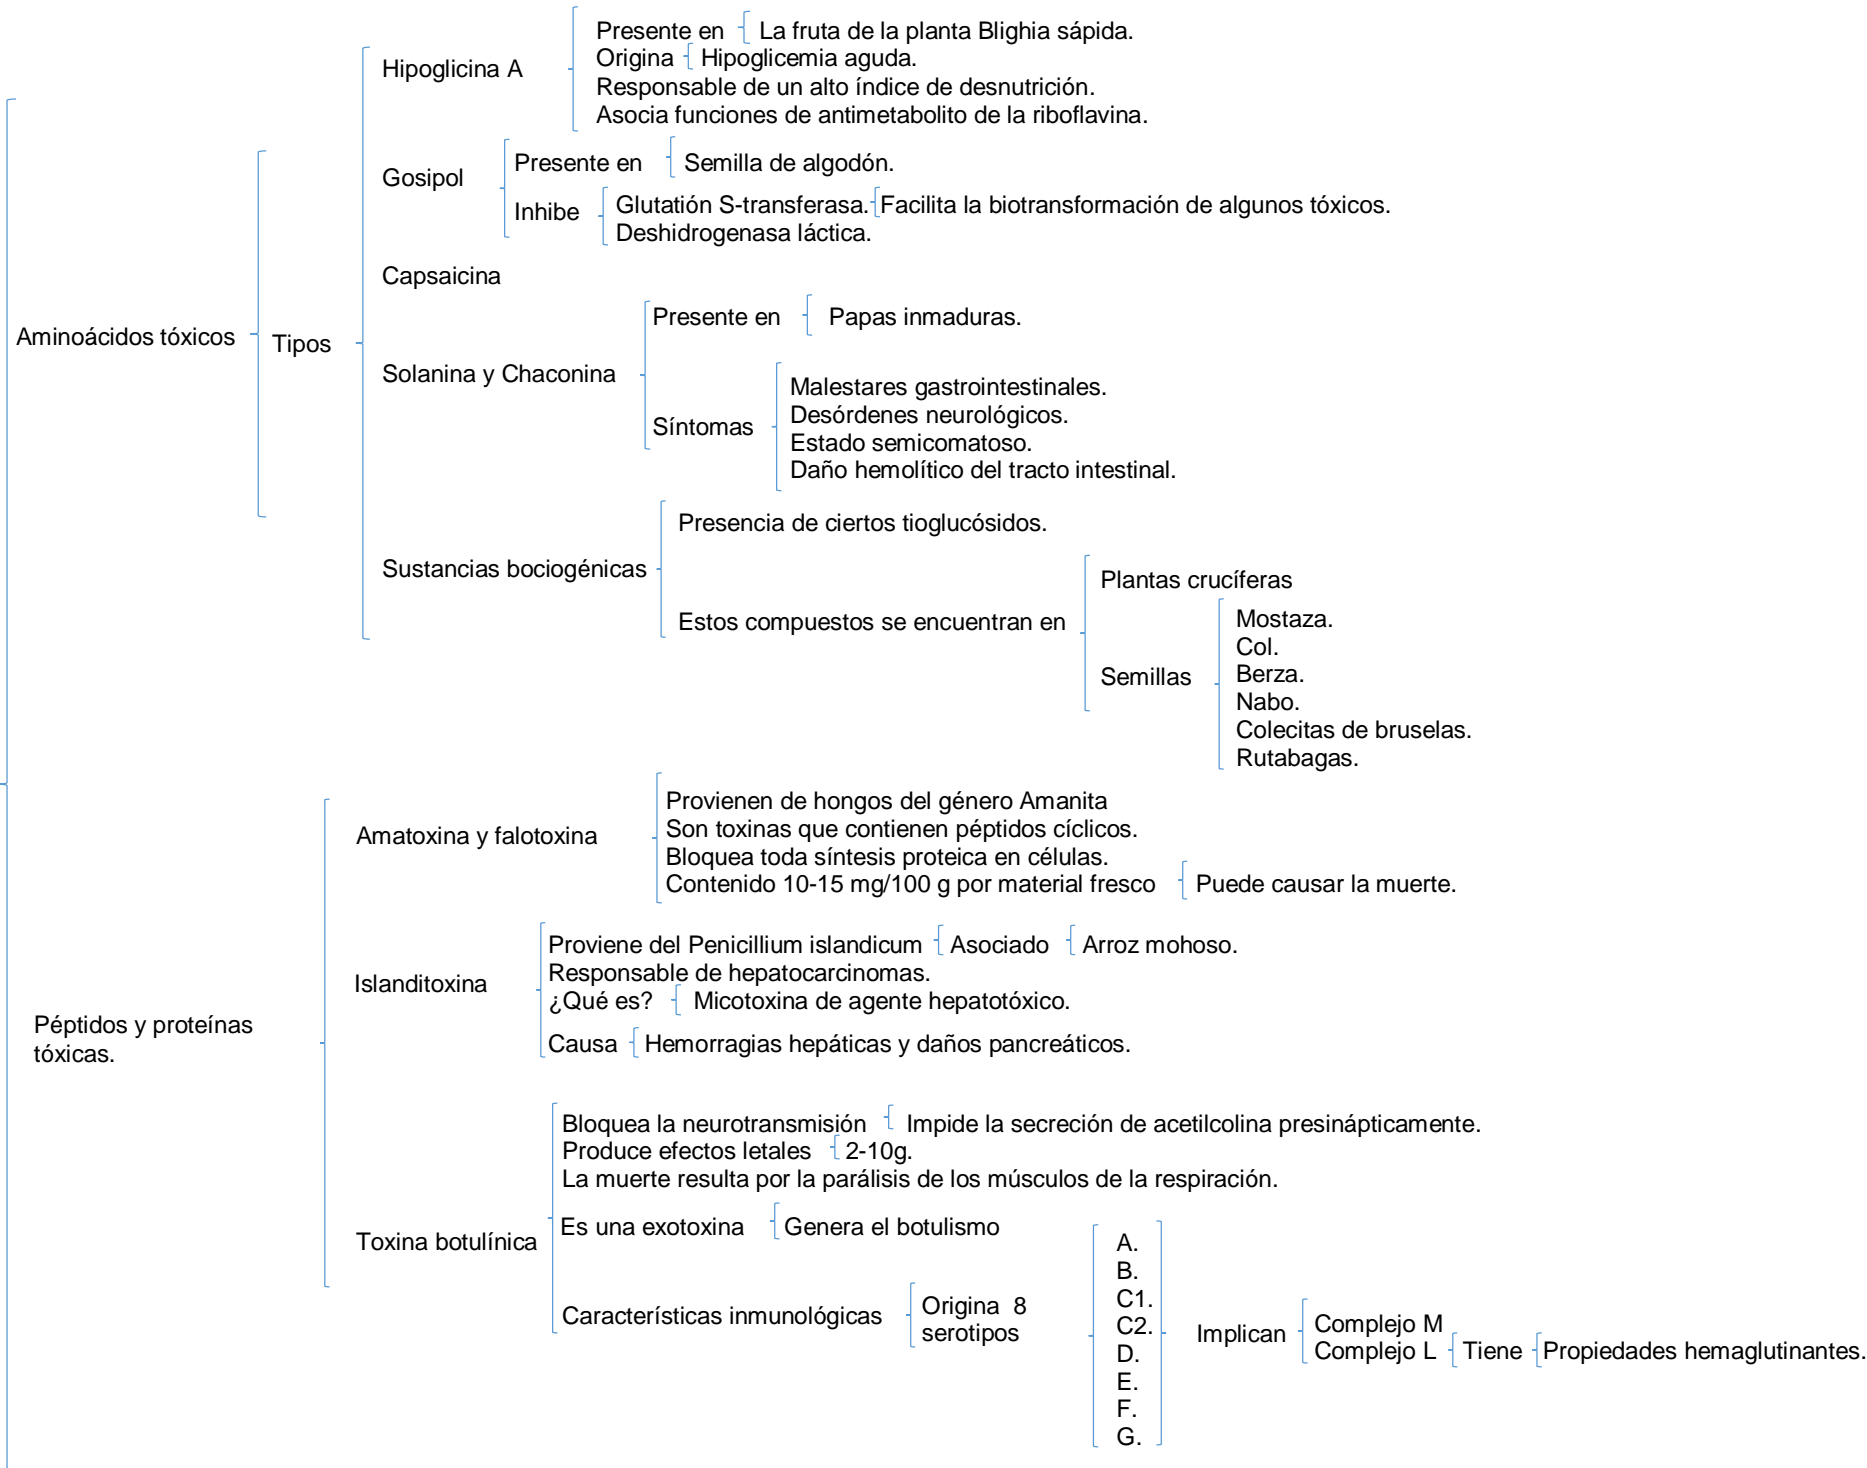 Aminoácidos tóxicos
Tipos
Hipoglicina A
Presente en
La fruta de la planta Blighia sápida.
Origina
Hipoglicemia aguda.
Responsable de un alto índice de desnutrición.
Asocia funciones de antimetabolito de la riboflavina.
Gosipol
Presente en
Semilla de algodón.
Inhibe
Glutatión S-transferasa.
Facilita la biotransformación de algunos tóxicos.
Deshidrogenasa láctica.
Capsaicina
Solanina y Chaconina
Presente en
Papas inmaduras.
Síntomas
Malestares gastrointestinales.
Desórdenes neurológicos.
Estado semicomatoso.
Daño hemolítico del tracto intestinal.
Sustancias bociogénicas
Presencia de ciertos tioglucósidos.
Estos compuestos se encuentran en
Plantas crucíferas
Semillas
Mostaza.
Col.
Berza.
Nabo.
Colecitas de bruselas.
Rutabagas.
Péptidos y proteínas
tóxicas.
Amatoxina y falotoxina
Provienen de hongos del género Amanita
Son toxinas que contienen péptidos cíclicos.
Bloquea toda síntesis proteica en células.
Contenido 10-15 mg/100 g por material fresco
Puede causar la muerte.
Islanditoxina
Proviene del Penicillium islandicum
Asociado
Arroz mohoso.
Responsable de hepatocarcinomas.
¿Qué es?
Micotoxina de agente hepatotóxico.
Causa
Hemorragias hepáticas y daños pancreáticos.
Toxina botulínica
Bloquea la neurotransmisión
Impide la secreción de acetilcolina presinápticamente.
Produce efectos letales
2-10g.
La muerte resulta por la parálisis de los músculos de la respiración.
Es una exotoxina
Genera el botulismo
Características inmunológicas
Origina 8
serotipos
A.
B.
C1.
C2.
D.
E.
F.
G.
Implican
Complejo M
Complejo L
Tiene
Propiedades hemaglutinantes.